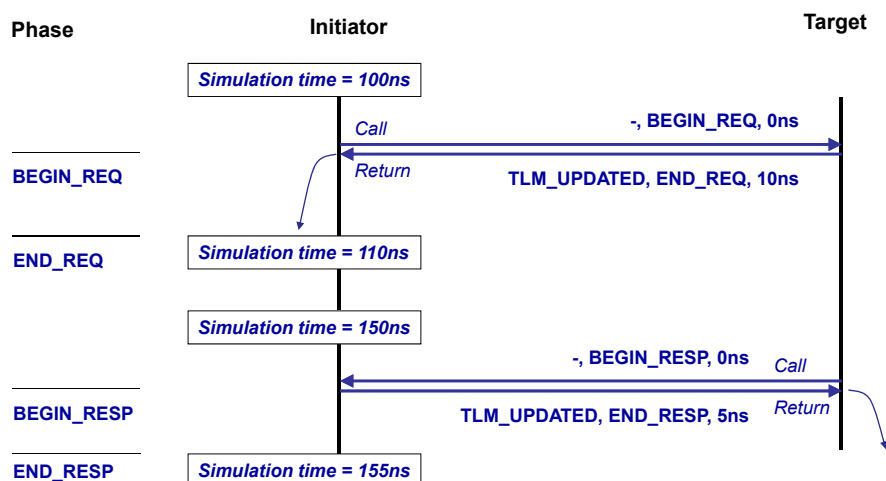 Phase
Initiator
Target
Simulation time = 100ns
Call
-, BEGIN_REQ, 0ns
BEGIN_REQ
Return
TLM_UPDATED, END_REQ, 10ns
END_REQ
Simulation time = 110ns
Simulation time = 150ns
-, BEGIN_RESP, 0ns
Call
BEGIN_RESP
TLM_UPDATED, END_RESP, 5ns
Return
END_RESP
Simulation time = 155ns